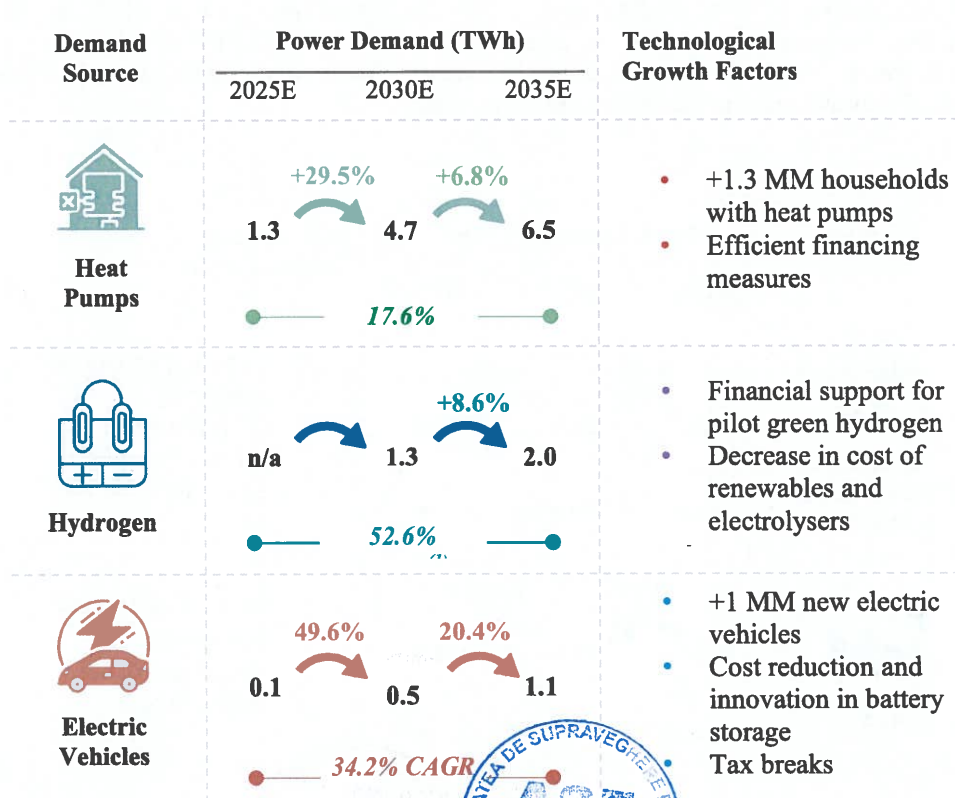 Demand
Source
Power Demand (TWh)
2025E 2030E 2035E
Technological
Growth Factors
Heat
Pumps
+29.5% +6.8%
1.3 4.7 6.5
17.6%
• +1.3 MM households
with heat pumps
• Efficient financing
measures
Hydrogen
+8.6%
n/a 1.3 2.0
52.6%
• Financial support for
pilot green hydrogen
• Decrease in cost of
renewables and
electrolysers
Electric
Vehicles
49.6% 20.4%
0.1 0.5 1.1
34.2% CAGR
• +1 MM new electric
vehicles
• Cost reduction and
innovation in battery
storage
• Tax breaks
DE SUPRAVEGHERE